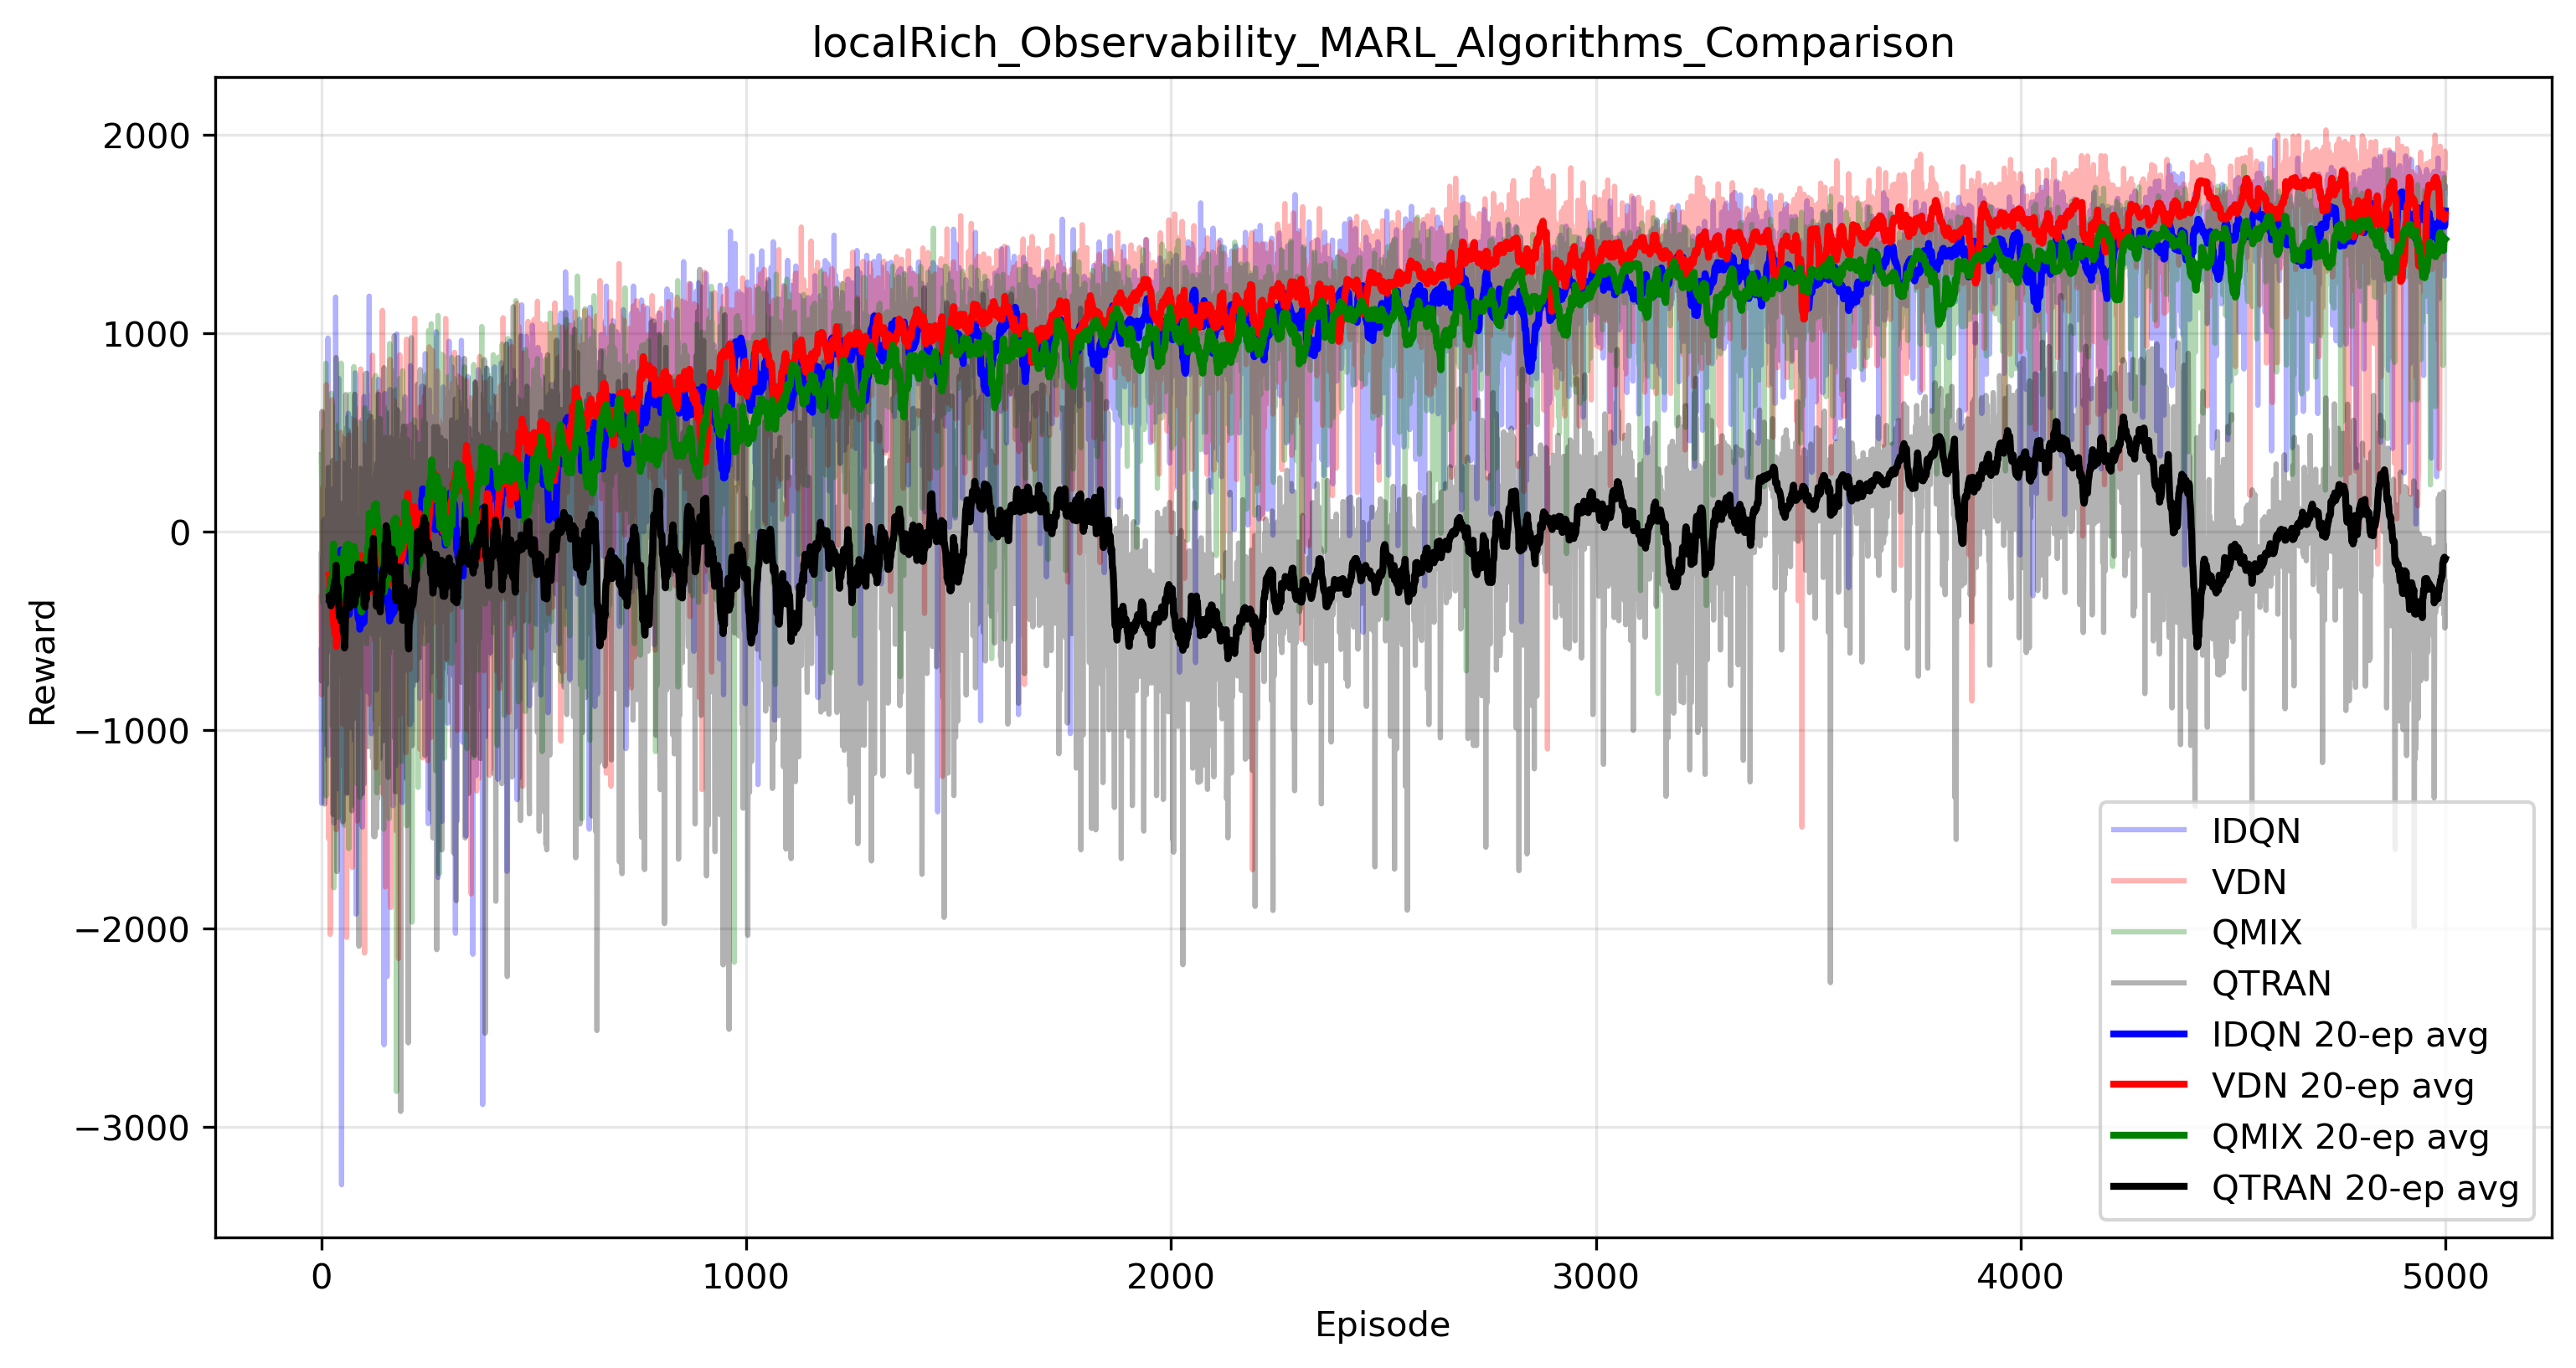 localRich_Observability_MARL_Algorithms_Comparison
Reward
2000
1000
0
−1000
−2000
−3000
0
1000
2000
3000
4000
5000
Episode
IDQN
VDN
QMIX
QTRAN
IDQN 20-ep avg
VDN 20-ep avg
QMIX 20-ep avg
QTRAN 20-ep avg